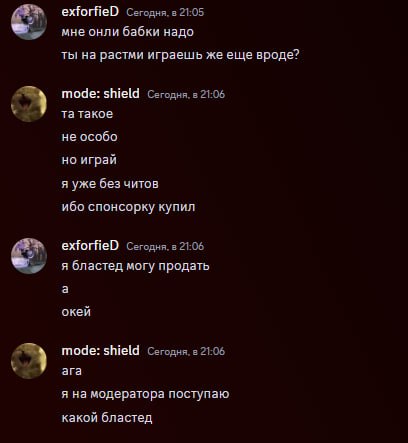 exforfieD Сегодня, в 21:05
мне онли бабки надо
ты на растми играешь же еще вроде?
mode: shield Сегодня, в 21:06
та такое
не особо
но играй
я уже без читов
ибо спонсорку купил
exforfieD Сегодня, в 21:06
я бластед могу продать
а
окей
mode: shield Сегодня, в 21:06
ага
я на модератора поступаю
какой бластед